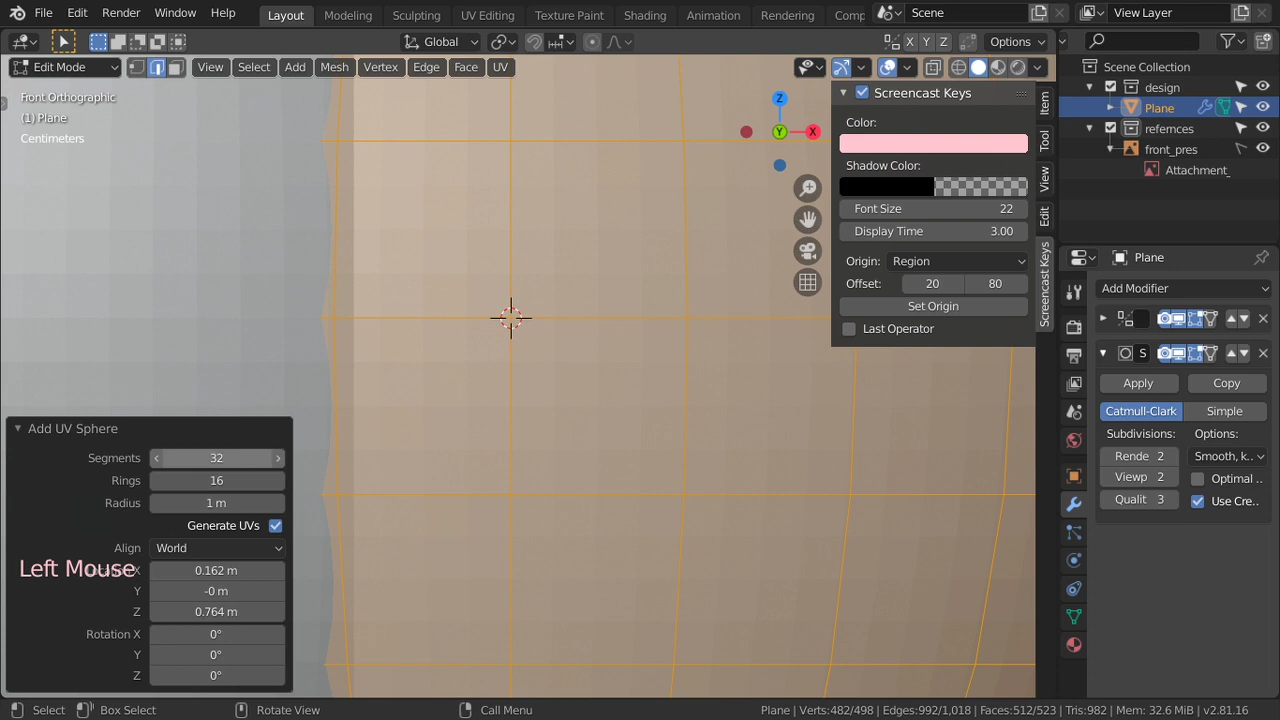 File Edit Render Window Help Layout Modeling Sculpting UV Editing Texture Paint Shading Animation Rendering Comp Scene View Layer
Global X Y Z Options
Edit Mode View Select Add Mesh Vertex Edge Face UV
Scene Collection
design
Plane
refernces
front_pres
Attachment_
Front Orthographic
(1) Plane
Centimeters
Z
Y
X
Screencast Keys
Color:
Shadow Color:
Font Size 22
Display Time 3.00
Origin: Region
Offset: 20 80
Set Origin
Last Operator
Item
Tool
View
Edit
Screencast Keys
Plane
Add Modifier
S
Apply Copy
Catmull-Clark Simple
Subdivisions: Options:
Rende 2 Smooth, k..
Viewp 2 Optimal ..
Qualit 3 Use Cre..
Add UV Sphere
Segments 32
Rings 16
Radius 1 m
Generate UVs
Align World
Left Mouse
X 0.162 m
Y -0 m
Z 0.764 m
Rotation X 0°
Y 0°
Z 0°
Select Box Select Rotate View Call Menu Plane | Verts:482/498 | Edges:992/1,018 | Faces:512/523 | Tris:982 | Mem: 32.6 MiB | v2.81.16